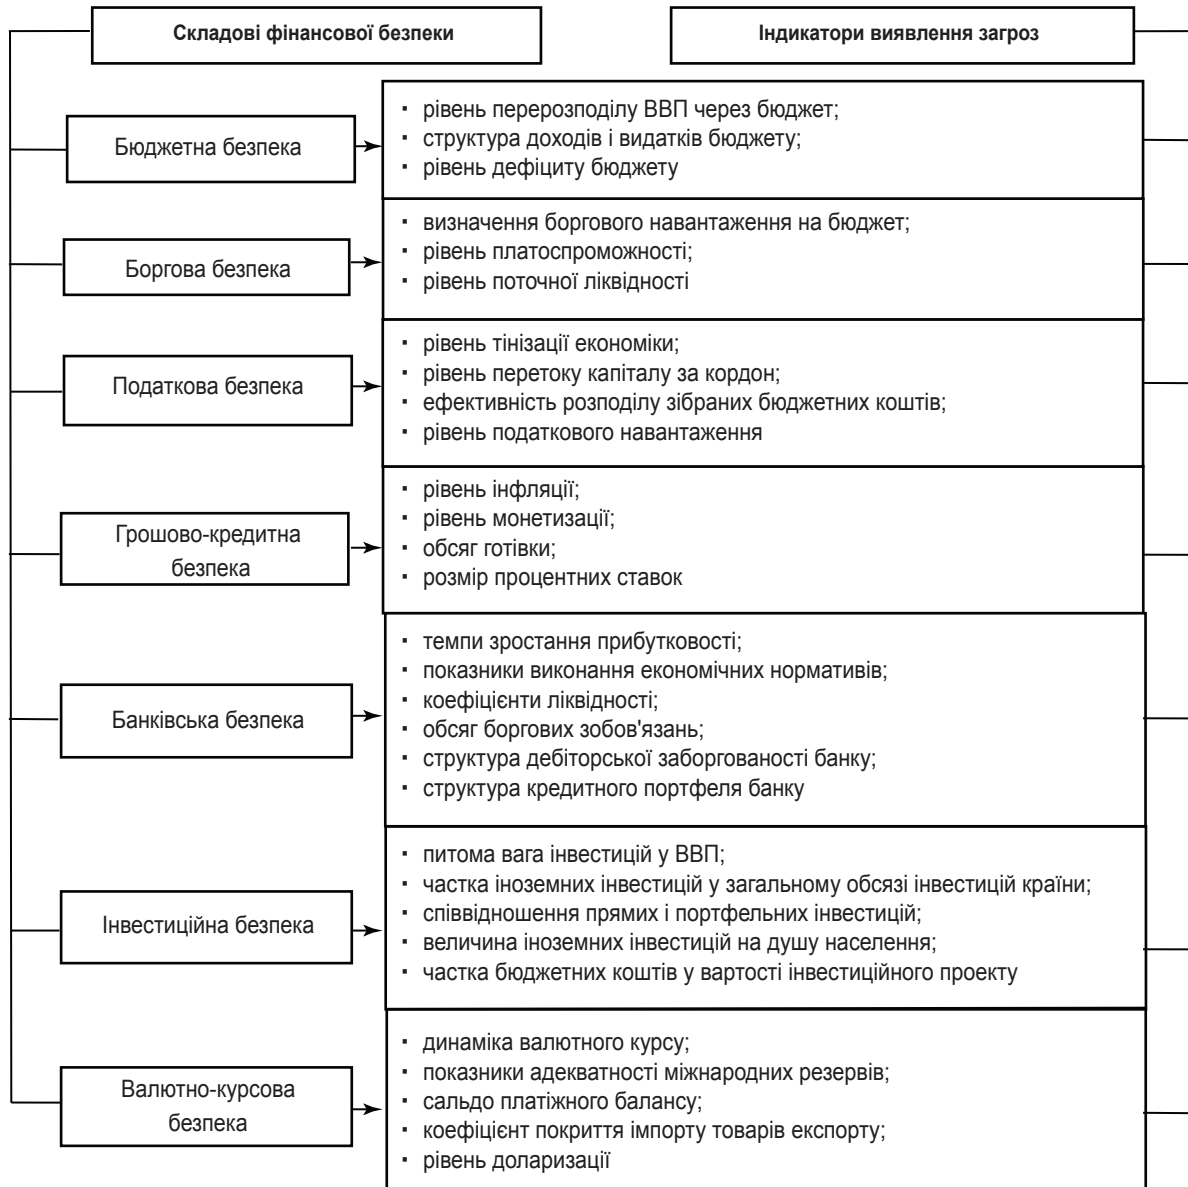 Складові фінансової безпеки
Індикатори виявлення загроз
Бюджетна безпека
▪ рівень перерозподілу ВВП через бюджет;
▪ структура доходів і видатків бюджету;
▪ рівень дефіциту бюджету
Боргова безпека
▪ визначення боргового навантаження на бюджет;
▪ рівень платоспроможності;
▪ рівень поточної ліквідності
Податкова безпека
▪ рівень тінізації економіки;
▪ рівень перетоку капіталу за кордон;
▪ ефективність розподілу зібраних бюджетних коштів;
▪ рівень податкового навантаження
Грошово-кредитна
безпека
▪ рівень інфляції;
▪ рівень монетизації;
▪ обсяг готівки;
▪ розмір процентних ставок
Банківська безпека
▪ темпи зростання прибутковості;
▪ показники виконання економічних нормативів;
▪ коефіцієнти ліквідності;
▪ обсяг боргових зобов'язань;
▪ структура дебіторської заборгованості банку;
▪ структура кредитного портфеля банку
Інвестиційна безпека
▪ питома вага інвестицій у ВВП;
▪ частка іноземних інвестицій у загальному обсязі інвестицій країни;
▪ співвідношення прямих і портфельних інвестицій;
▪ величина іноземних інвестицій на душу населення;
▪ частка бюджетних коштів у вартості інвестиційного проекту
Валютно-курсова
безпека
▪ динаміка валютного курсу;
▪ показники адекватності міжнародних резервів;
▪ сальдо платіжного балансу;
▪ коефіцієнт покриття імпорту товарів експорту;
▪ рівень доларизації